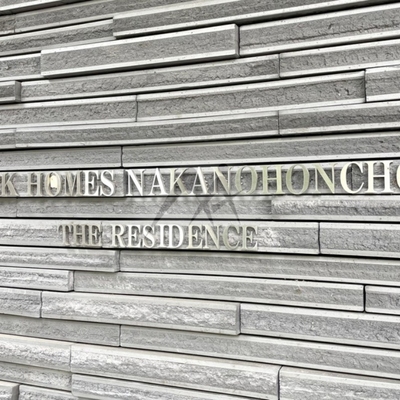 K HOMES NAKANOHONCHO
THE RESIDENCE